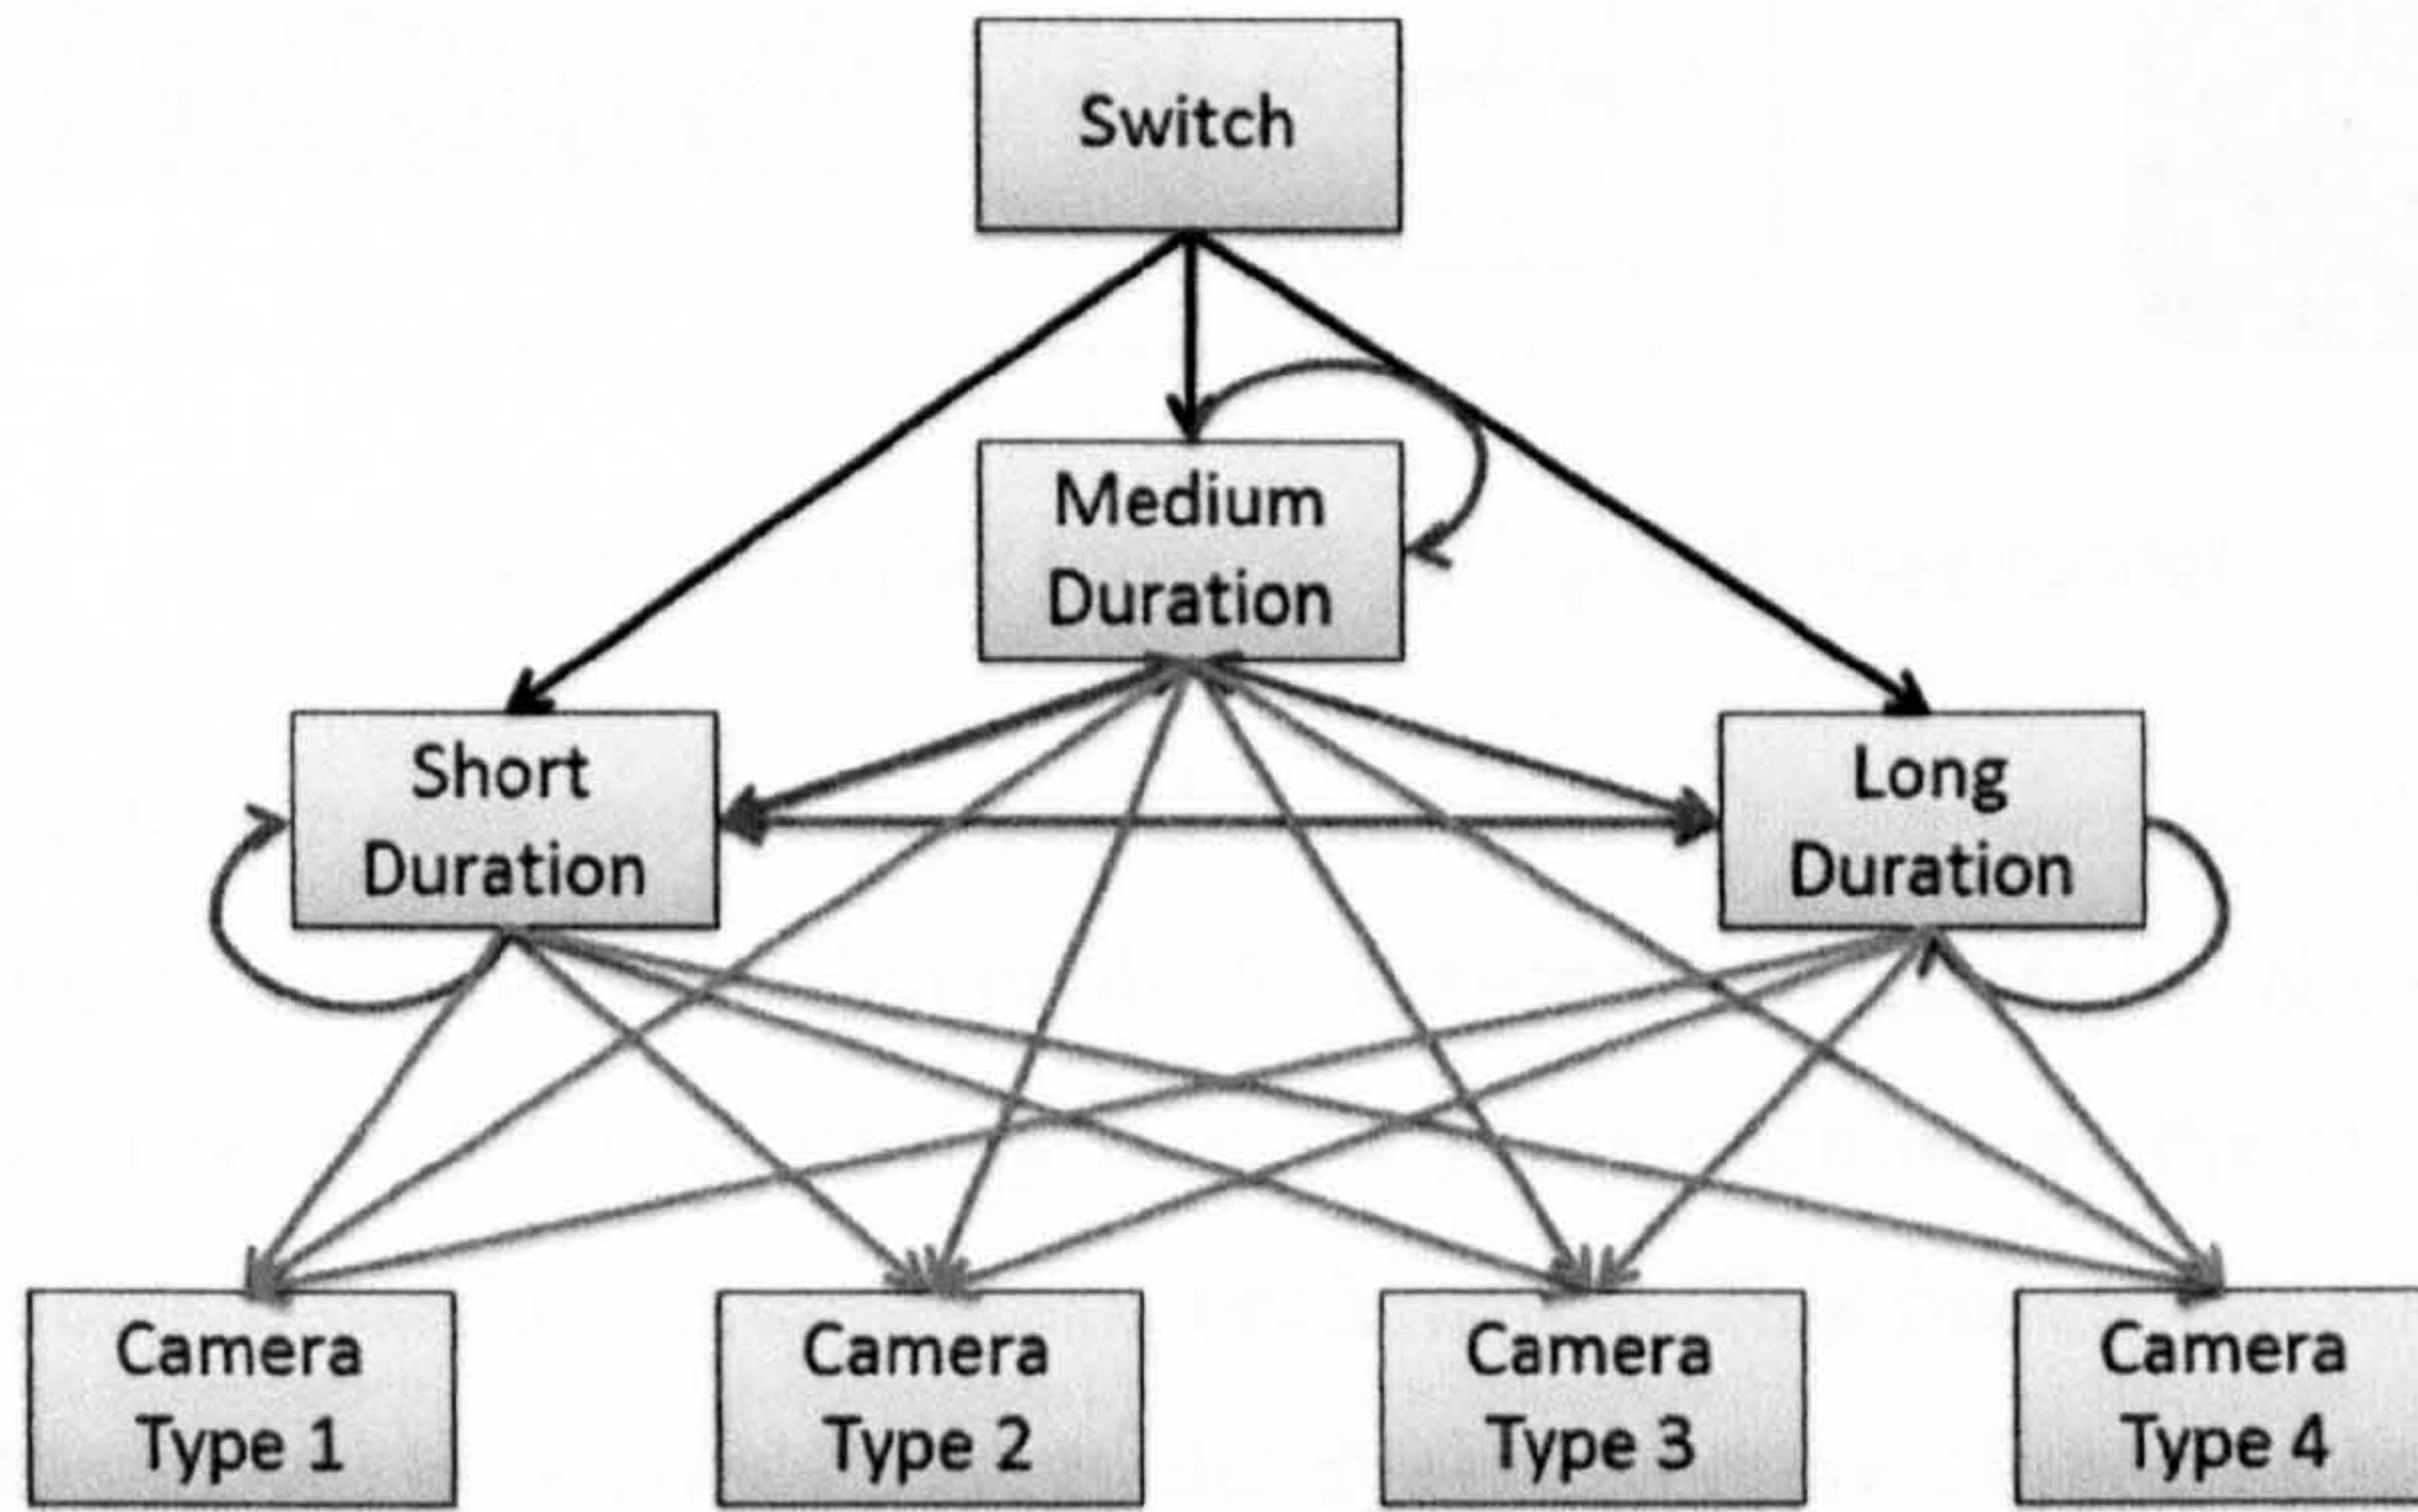 Switch
Medium
Duration
Short
Duration
Long
Duration
Camera
Type 1
Camera
Type 2
Camera
Type 3
Camera
Type 4